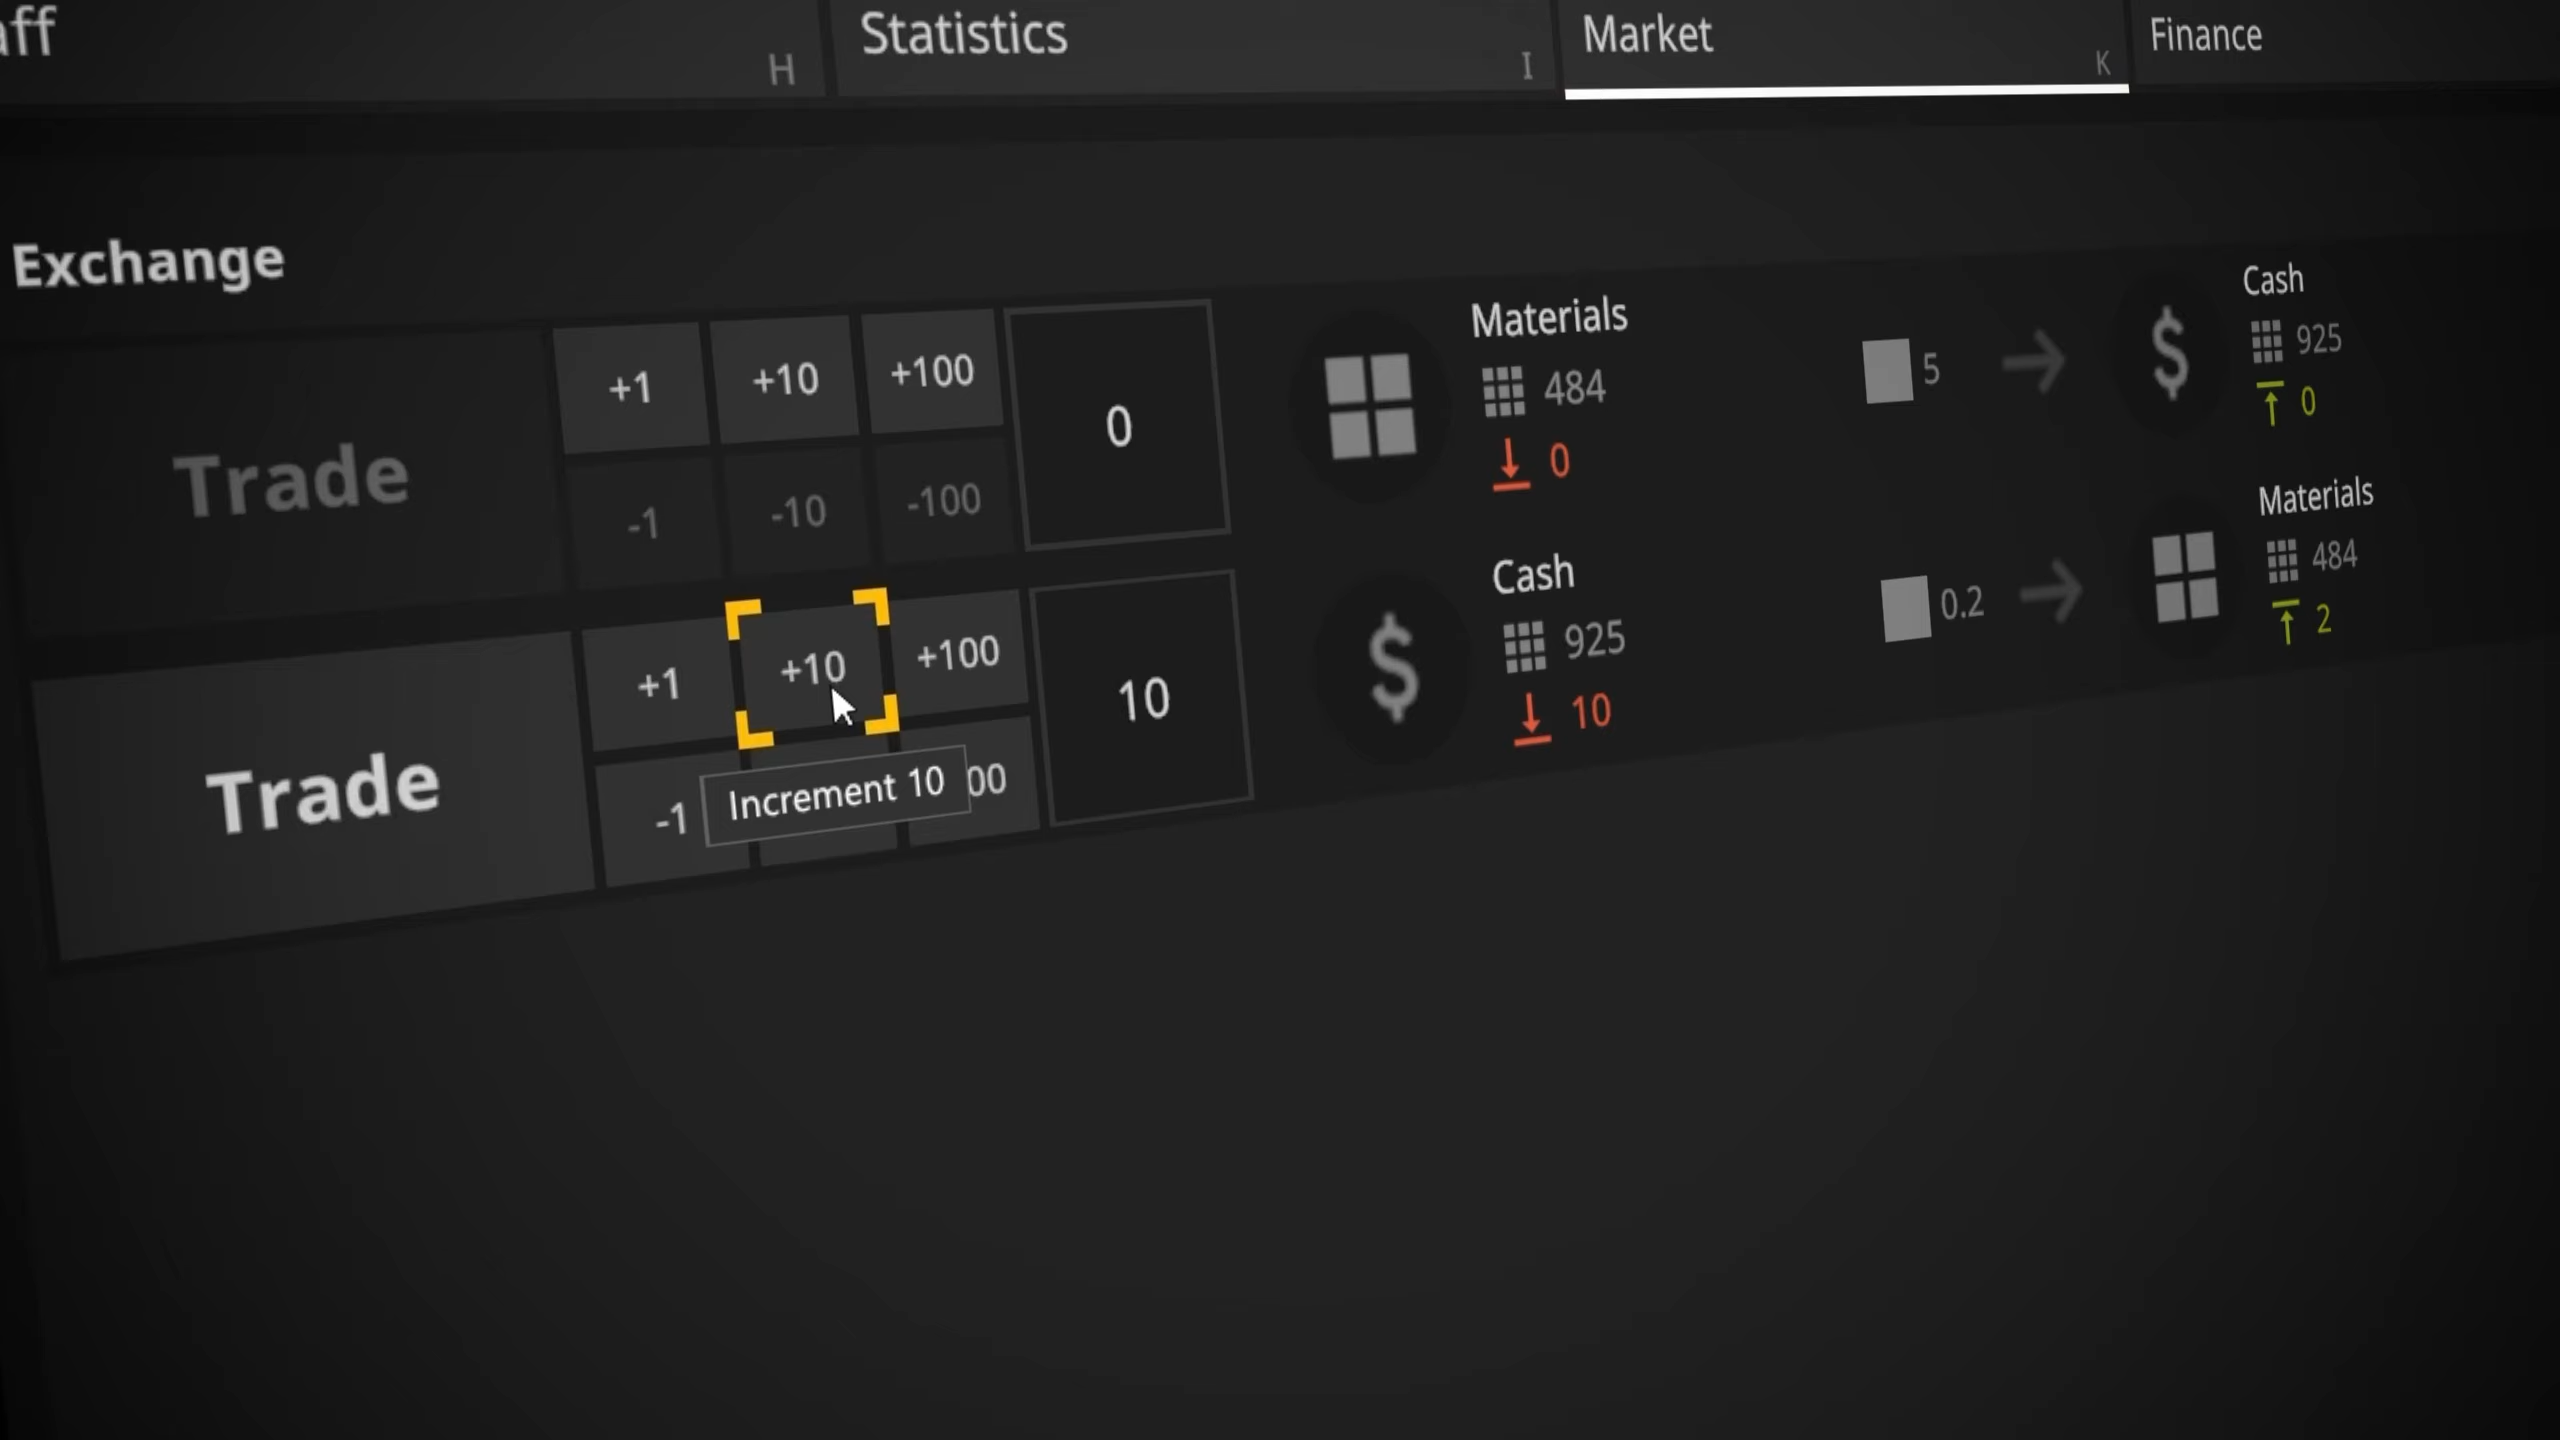 Statistics
Market
Finance
H
I
K
Exchange
Trade
+1
+10
+100
-1
-10
-100
0
Materials
484
0
5
Cash
925
0
Trade
+1
+10
+100
-1
Increment 10
00
10
Cash
925
10
0.2
Materials
484
2